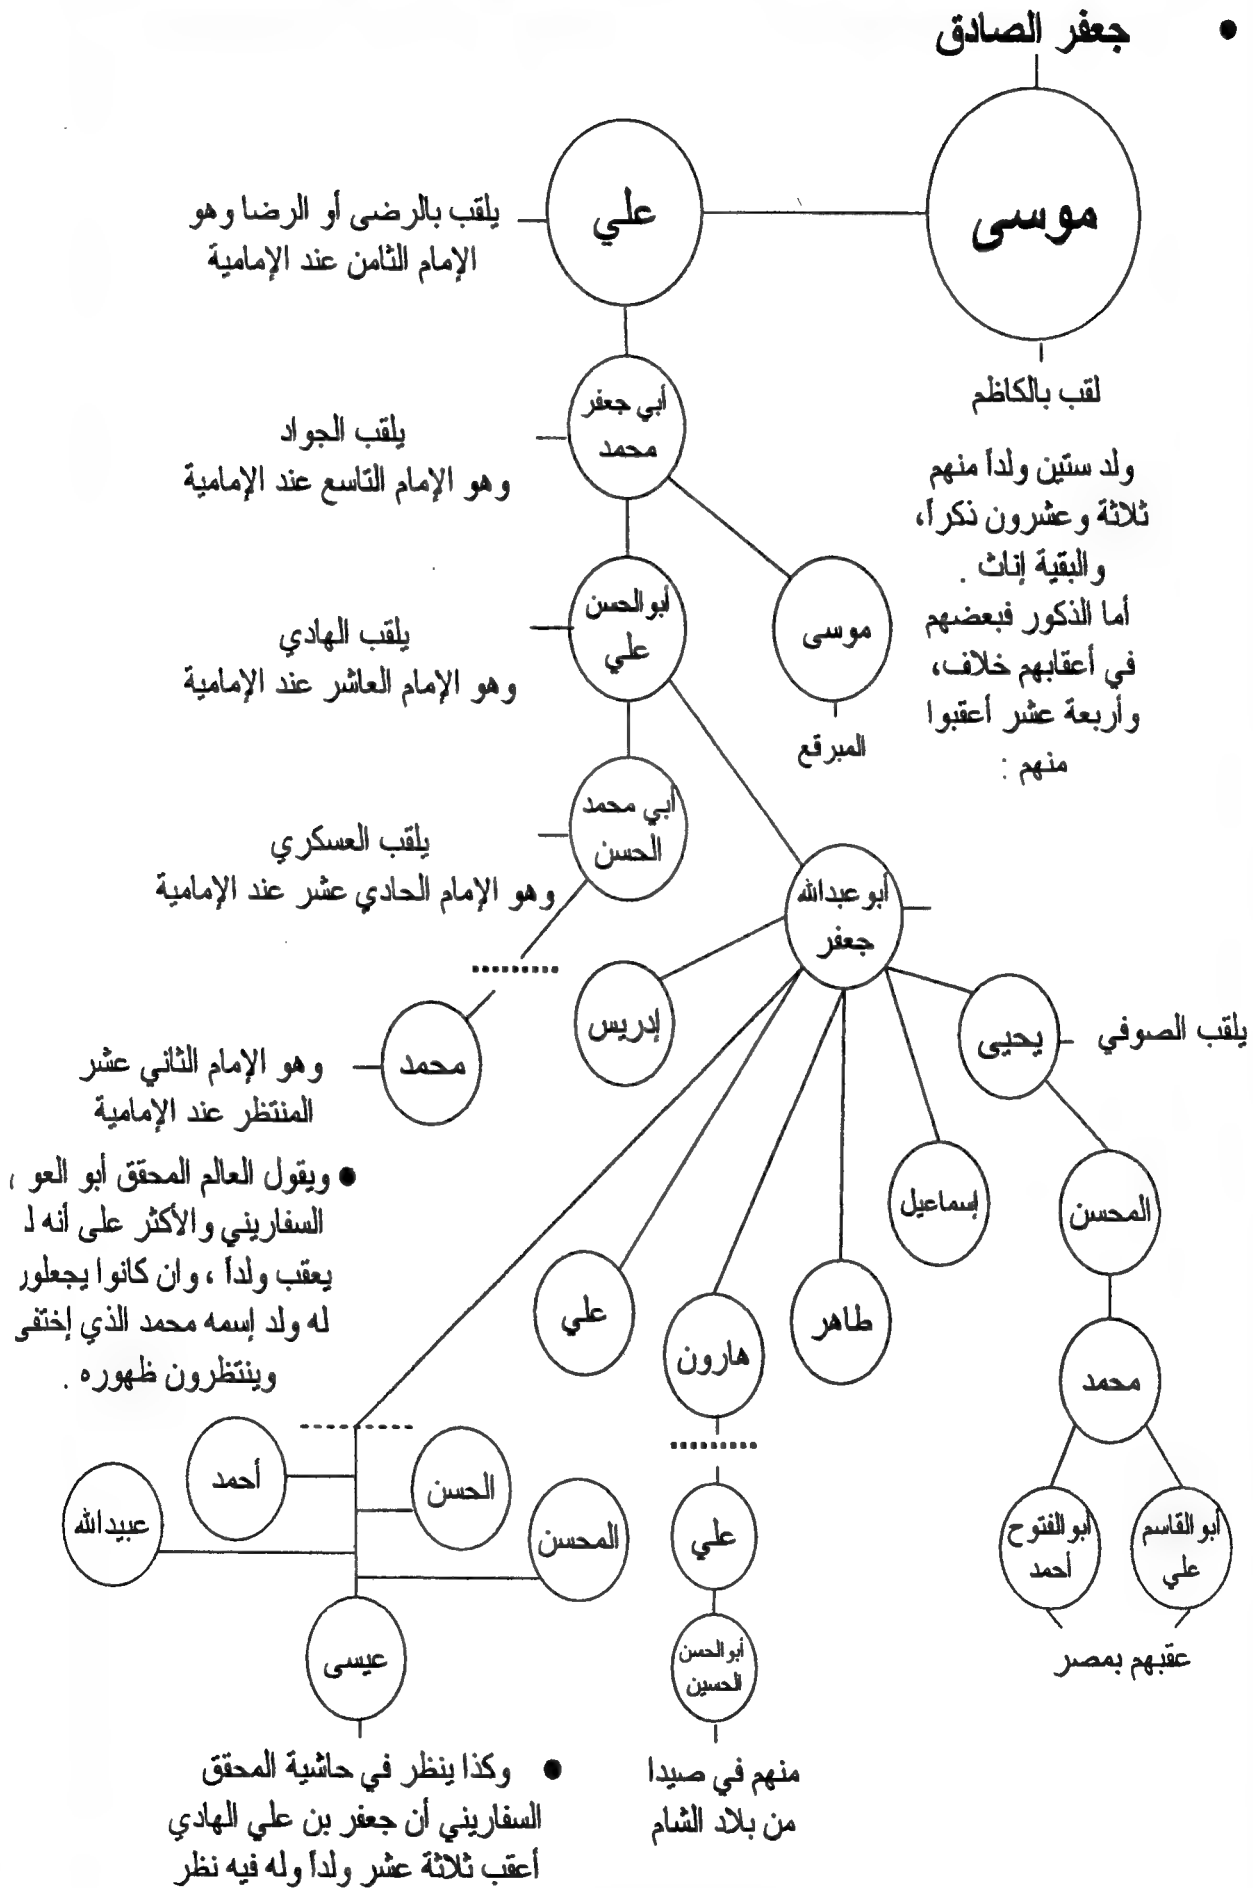 • جعفر الصادق
موسى
علي
يلقب بالرضى أو الرضا وهو
الإمام الثامن عند الإمامية
لقب بالكاظم
ولد ستين ولداً منهم
ثلاثة وعشرون ذكراً،
والبقية إناث .
أما الذكور فبعضهم
في أعقابهم خلاف،
وأربعة عشر أعقبوا
منهم :
أبي جعفر
محمد
يلقب الجواد
وهو الإمام التاسع عند الإمامية
موسى
المبرقع
أبو الحسن
علي
يلقب الهادي
وهو الإمام العاشر عند الإمامية
أبي محمد
الحسن
يلقب العسكري
وهو الإمام الحادي عشر عند الإمامية
أبو عبدالله
جعفر
محمد
وهو الإمام الثاني عشر
المنتظر عند الإمامية
إدريس
يحيى
يلقب الصوفي
• ويقول العالم المحقق أبو العو
السفاريني والأكثر على أنه
يعقب ولداً ، وان كانوا
له ولد إسمه محمد الذي إختفى
وينتظرون ظهوره .
إسماعيل
المحسن
علي
هارون
طاهر
محمد
أحمد
الحسن
عبيدالله
المحسن
علي
أبو الفتوح
أحمد
أبو القاسم
علي
عيسى
أبو الحسن
الحسين
عقبهم بمصر
• وكذا ينظر في حاشية المحقق
السفاريني أن جعفر بن علي الهادي
أعقب ثلاثة عشر ولداً وله فيه نظر
منهم في صيدا
من بلاد الشام